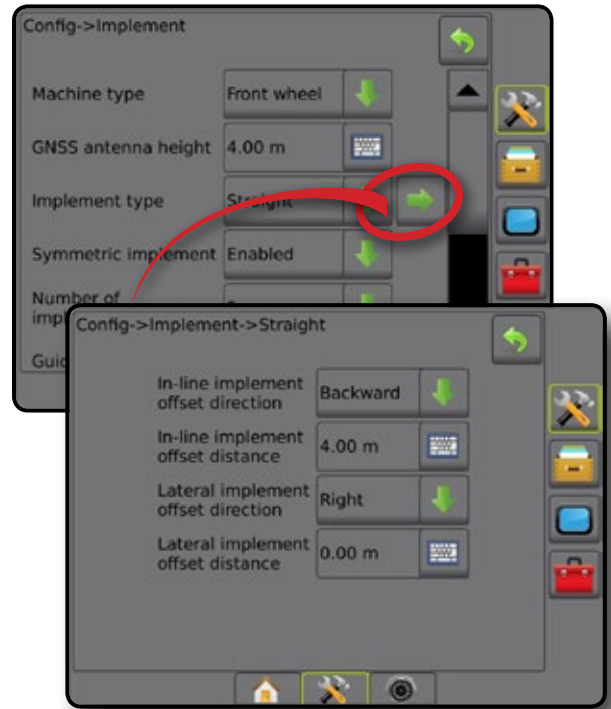 Config->Implement
Machine type
Front wheel
GNSS antenna height
4.00 m
Implement type
Straight
Symmetric implement
Enabled
Number of
Config->Implement->Straight
In-line implement
offset direction
Backward
In-line implement
offset distance
4.00 m
Lateral implement
offset direction
Right
Lateral implement
offset distance
0.00 m